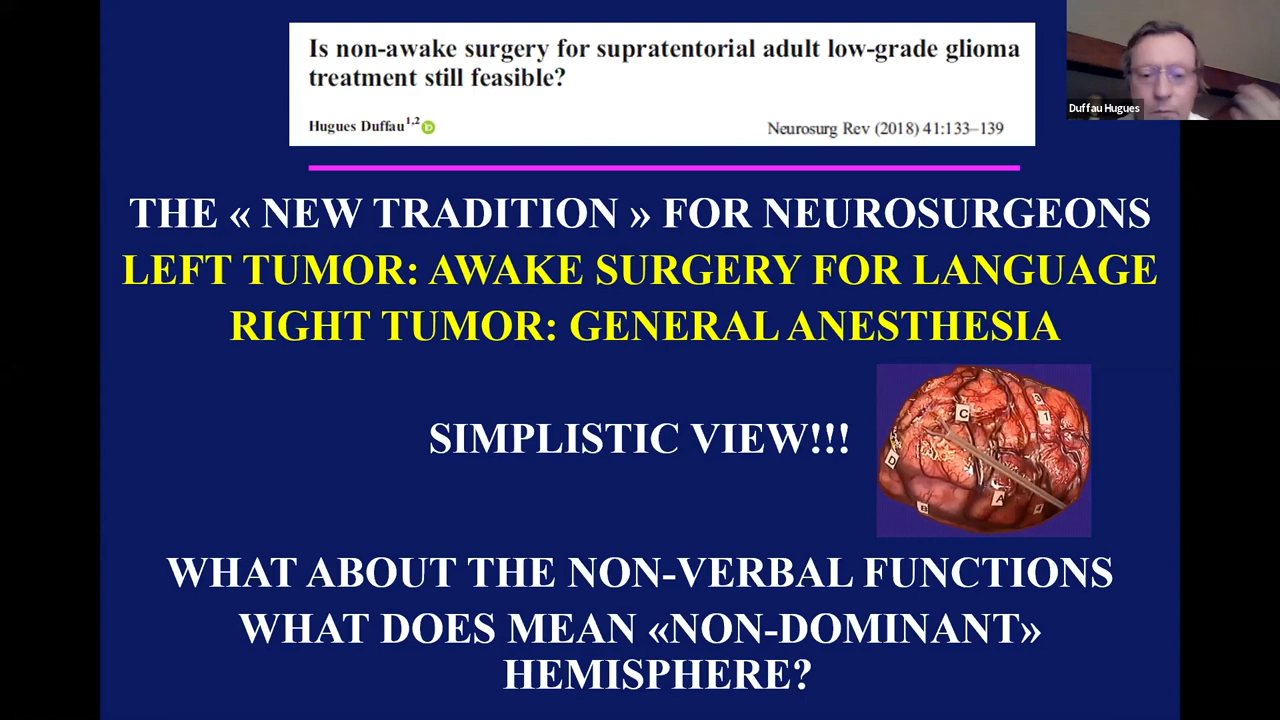 Is non-awake surgery for supratentorial adult low-grade glioma
treatment still feasible?
Hugues Duffau1,2
Neurosurg Rev (2018) 41:133–139
Duffau Hugues
THE « NEW TRADITION » FOR NEUROSURGEONS
LEFT TUMOR: AWAKE SURGERY FOR LANGUAGE
RIGHT TUMOR: GENERAL ANESTHESIA
SIMPLISTIC VIEW!!!
C
3
1
D
A
B
WHAT ABOUT THE NON-VERBAL FUNCTIONS
WHAT DOES MEAN «NON-DOMINANT»
HEMISPHERE?